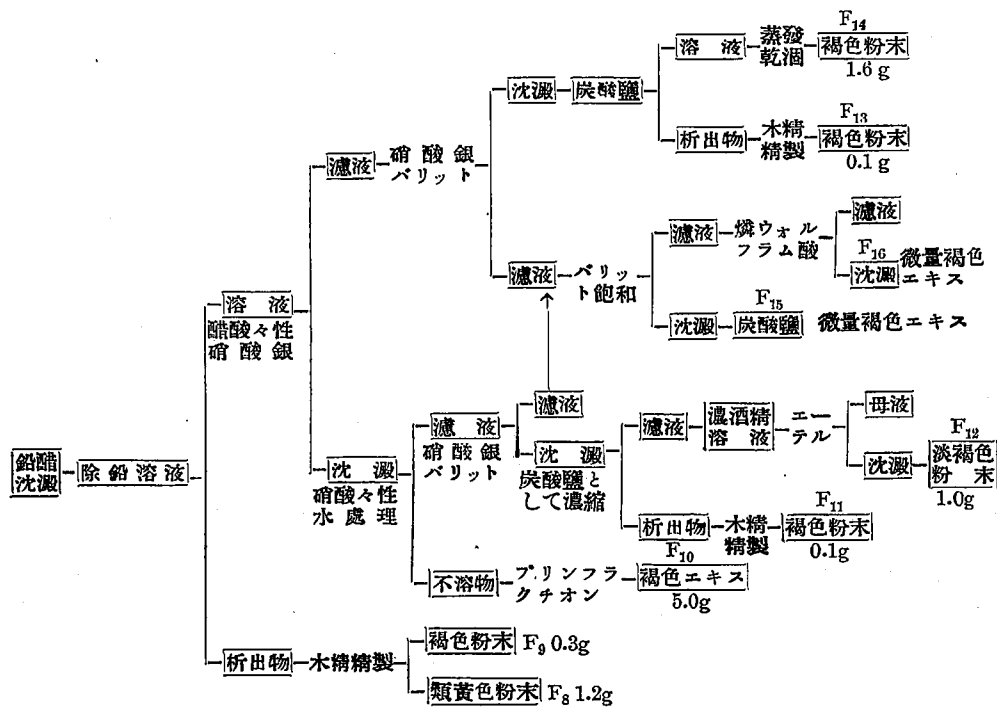 F14
溶液
蒸發
乾涸
褐色粉末
1.6 g
沈澱
炭酸鹽
F13
析出物
木精
精製
褐色粉末
0.1 g
濾液
硝酸銀
バリット
濾液
燐ウォル
フラム酸
濾液
F16
沈澱
微量褐色
エキス
濾液
バリッ
ト飽和
F15
沈澱
炭酸鹽
微量褐色エキス
溶液
醋酸々性
硝酸銀
濾液
濾液
硝酸銀
バリット
沈澱
炭酸鹽と
して濃縮
濾液
濃酒精
溶液
エー
テル
母液
F12
沈澱
淡褐色
粉末
1.0g
鉛醋
沈澱
除鉛溶液
沈澱
硝酸々性
水處理
F11
析出物
木精
精製
褐色粉末
0.1g
F10
不溶物
プリンフラ
クチオン
褐色エキス
5.0g
析出物
木精精製
褐色粉末 F9 0.3g
類黃色粉末 F8 1.2g